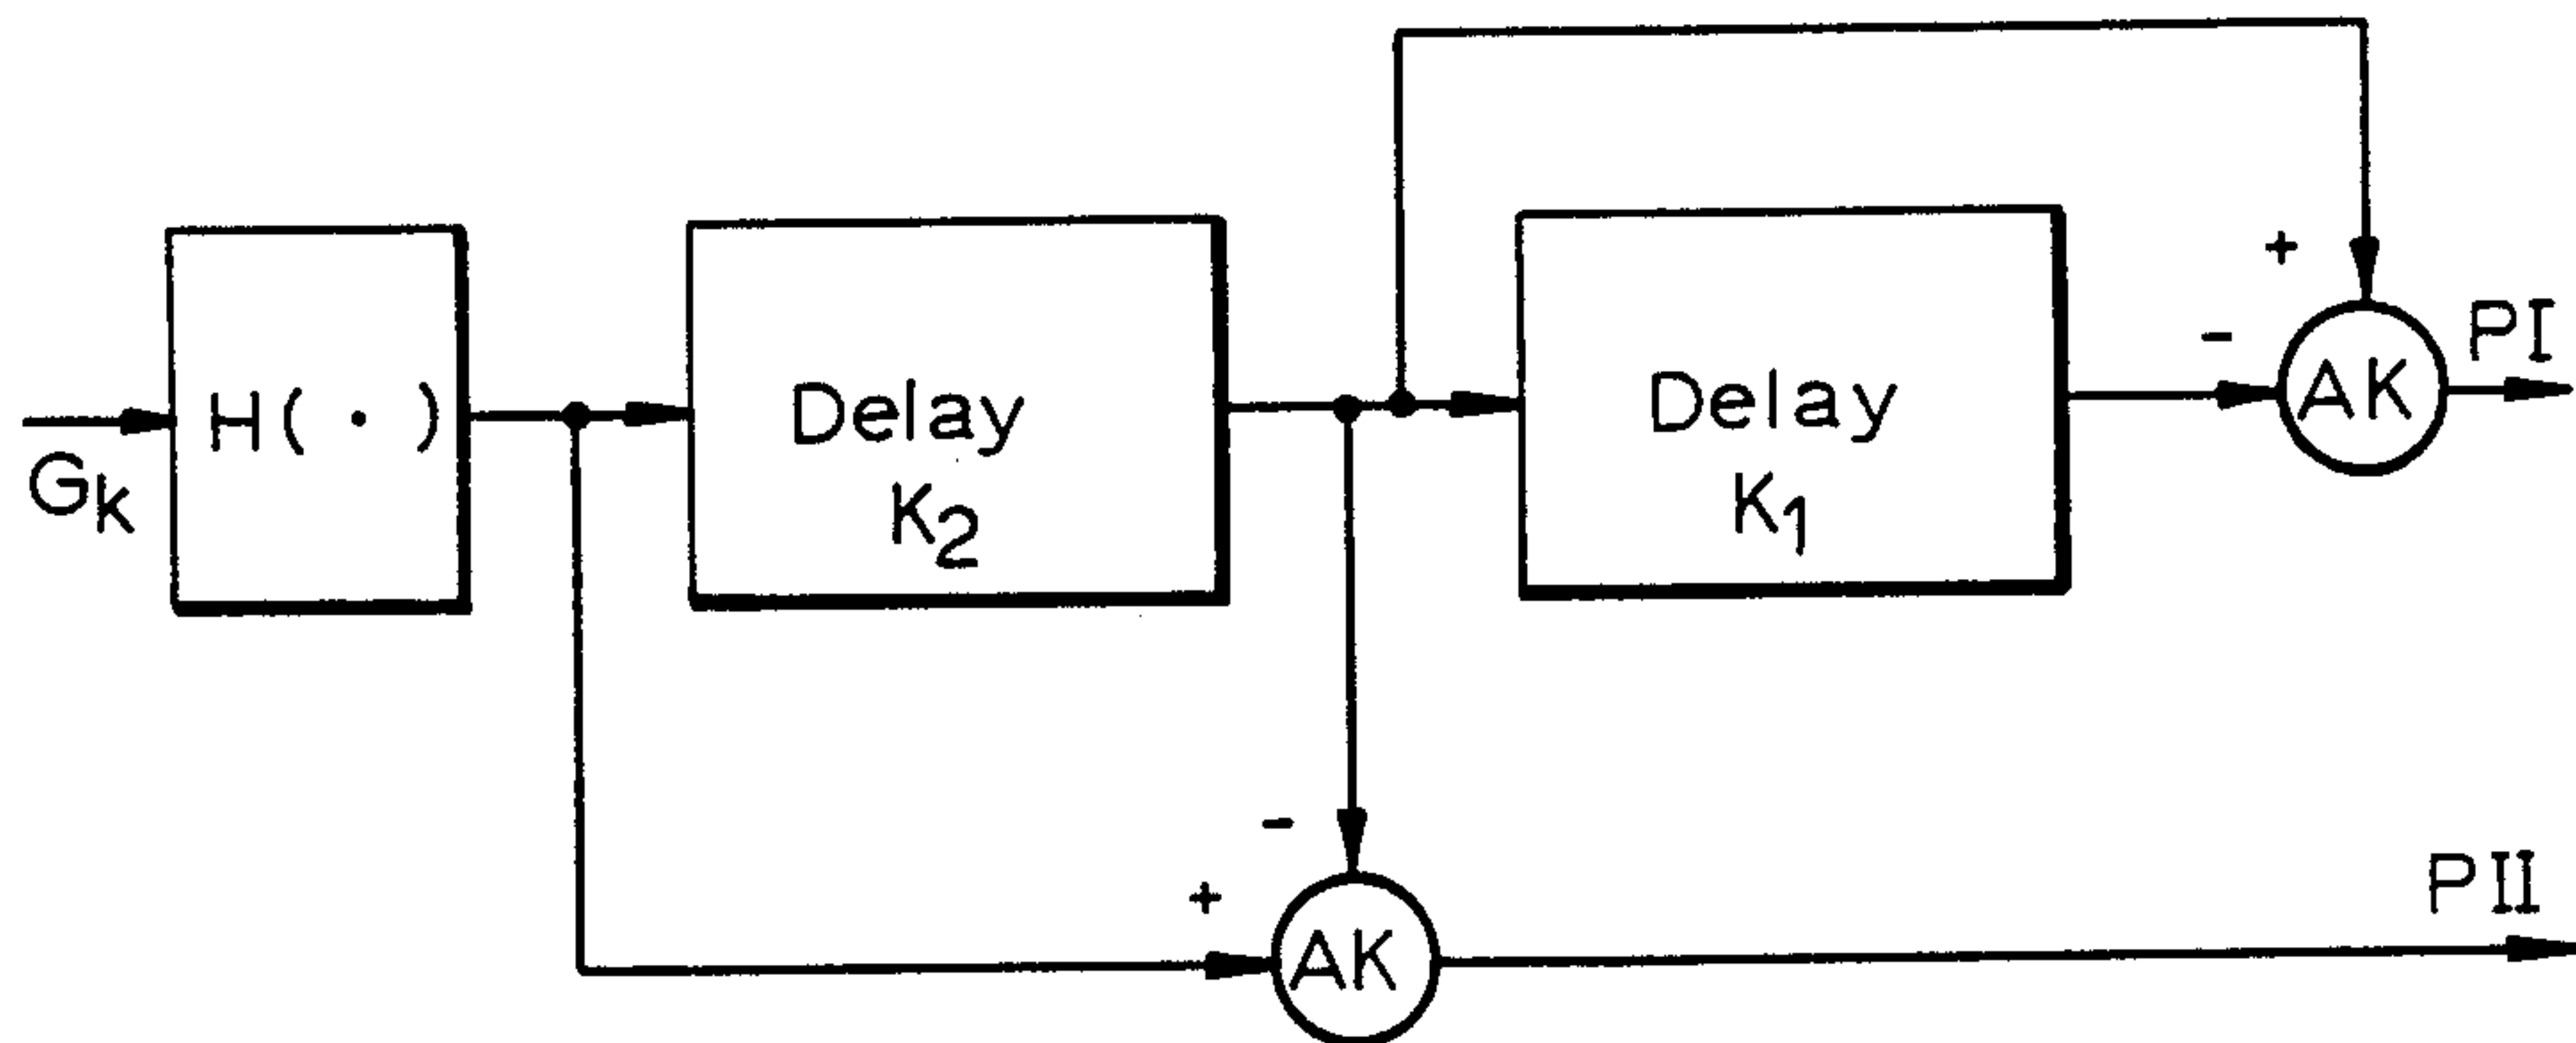 Gk
H( · )
Delay
K2
Delay
K1
+
-
AK
PI
-
+
AK
PII